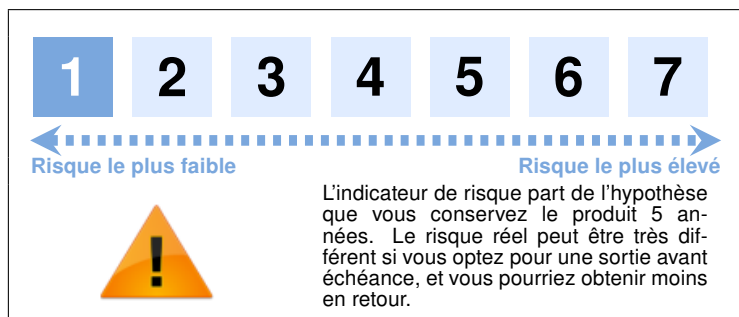 1 2 3 4 5 6 7
Risque le plus faible Risque le plus élevé
L'indicateur de risque part de l'hypothèse
que vous conservez le produit 5 an-
nées. Le risque réel peut être très dif-
férent si vous optez pour une sortie avant
échéance, et vous pourriez obtenir moins
en retour.